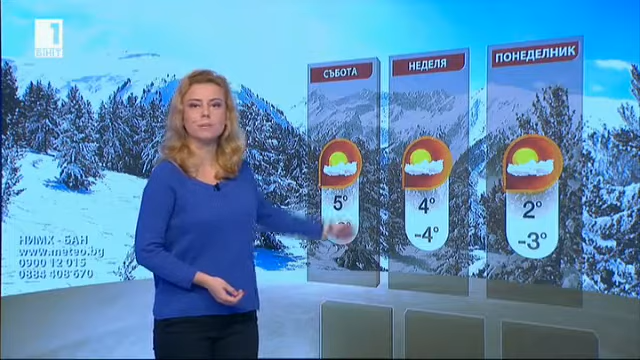 1
БНТ
СЪБОТА
НЕДЕЛЯ
ПОНЕДЕЛНИК
5°
4°
-4°
2°
-3°
НИМХ - БАН
www.meteo.bg
0900 12 015
0884 408 670